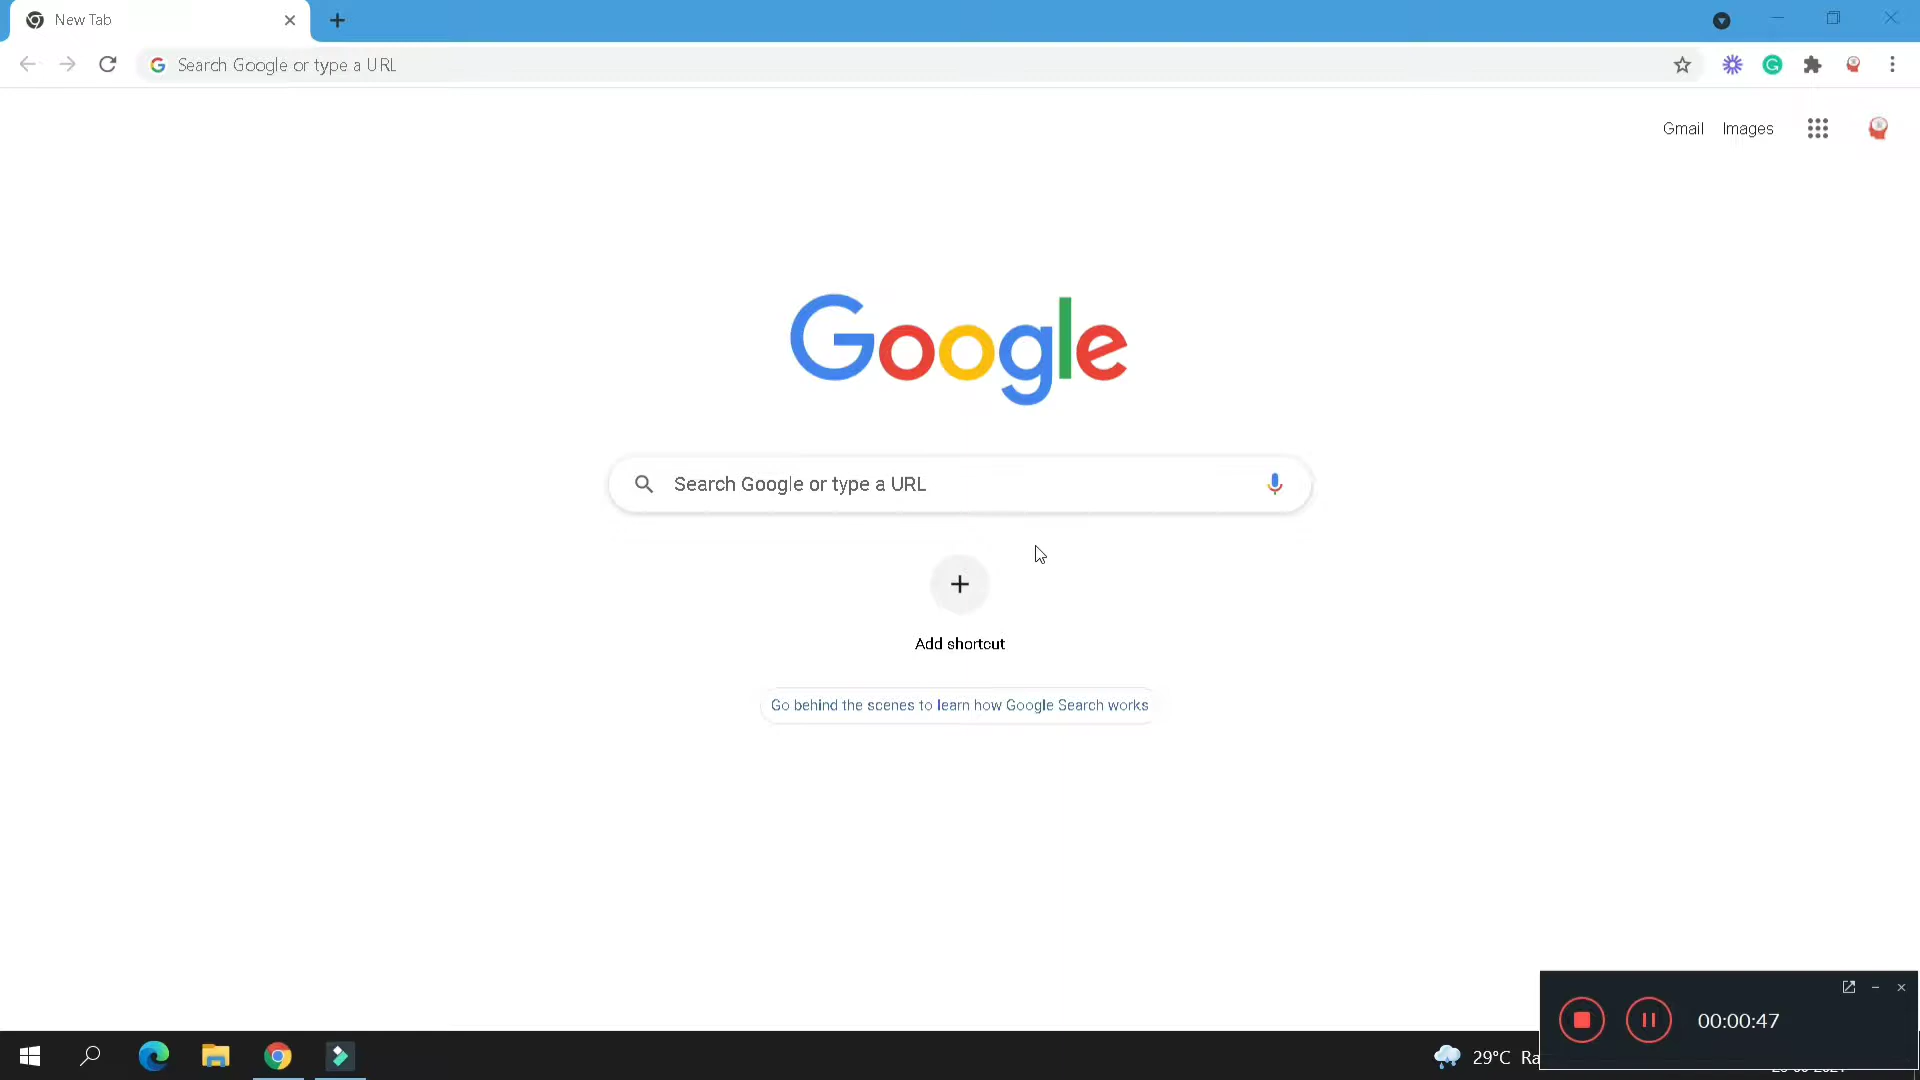 New Tab
Search Google or type a URL
Gmail Images
Google
Search Google or type a URL
Add shortcut
Go behind the scenes to learn how Google Search works
00:00:47
29°C Ra